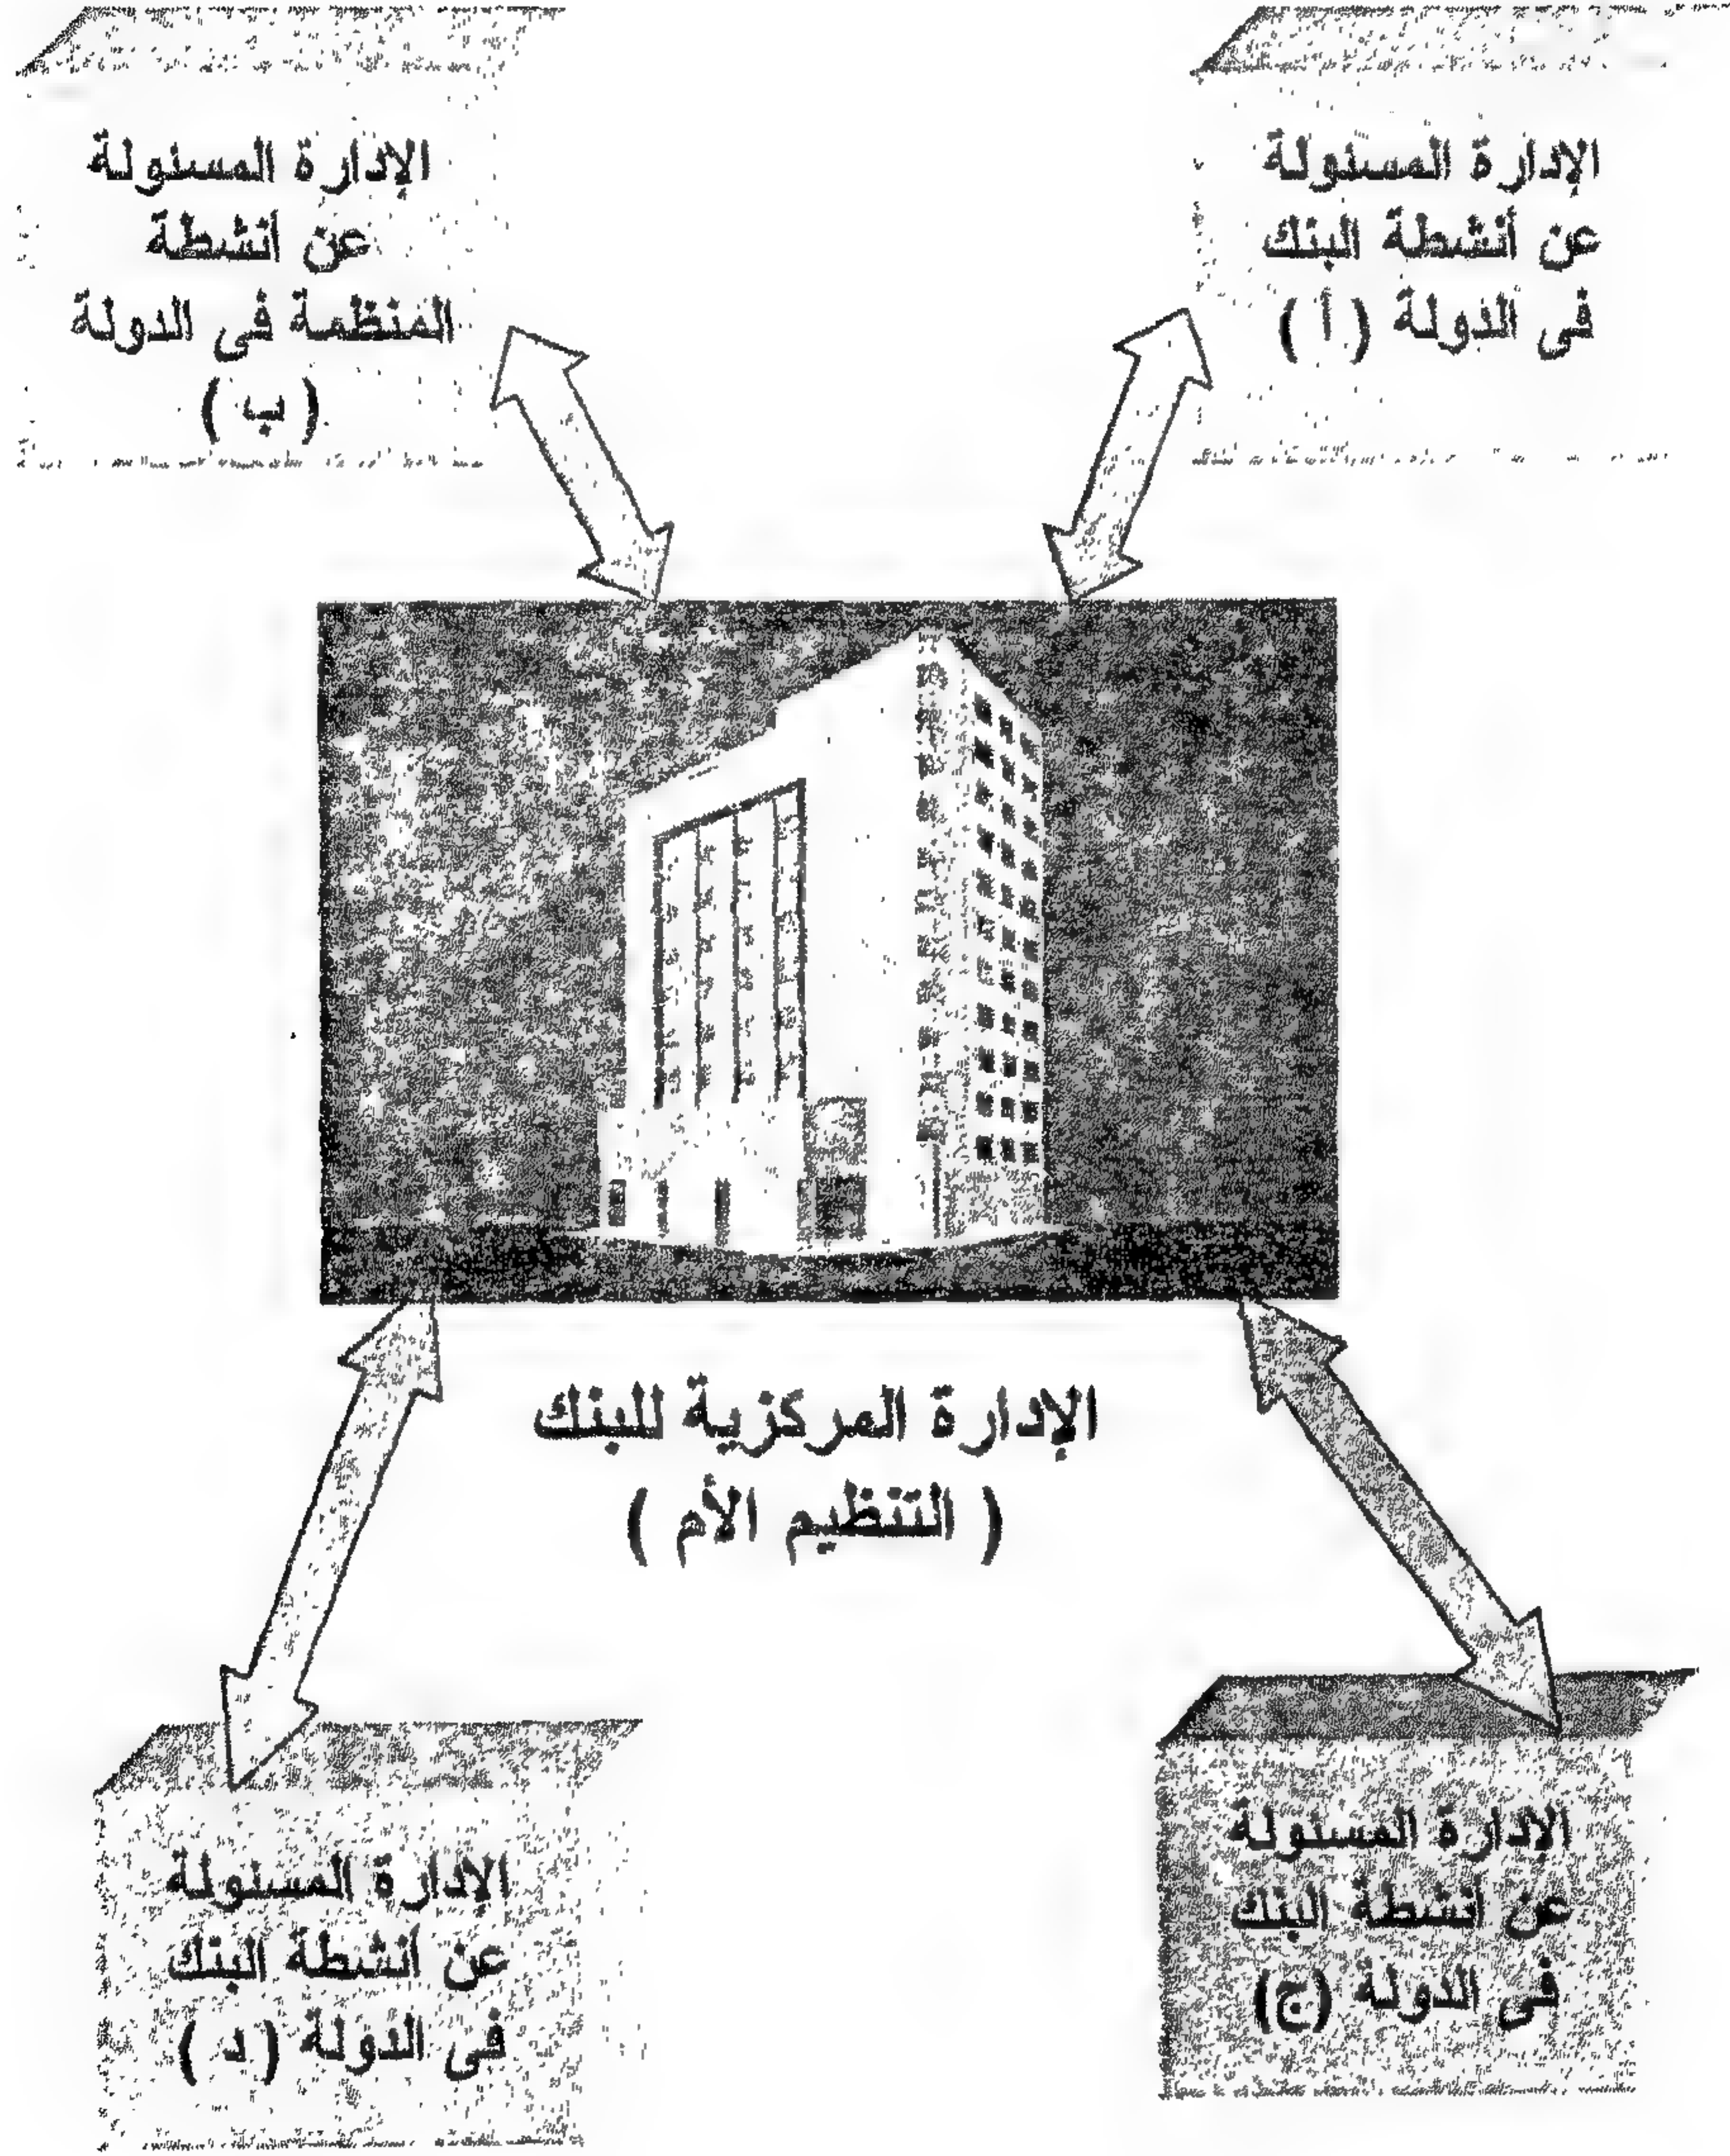 الإدارة المسئولة
عن أنشطة البنك
فى الدولة ( أ )
الإدارة المسئولة
عن أنشطة
المنظمة فى الدولة
( ب )
الإدارة المركزية للبنك
( التنظيم الأم )
الإدارة المسئولة
عن أنشطة البنك
فى الدولة (ج)
الإدارة المسئولة
عن أنشطة البنك
فى الدولة ( د )